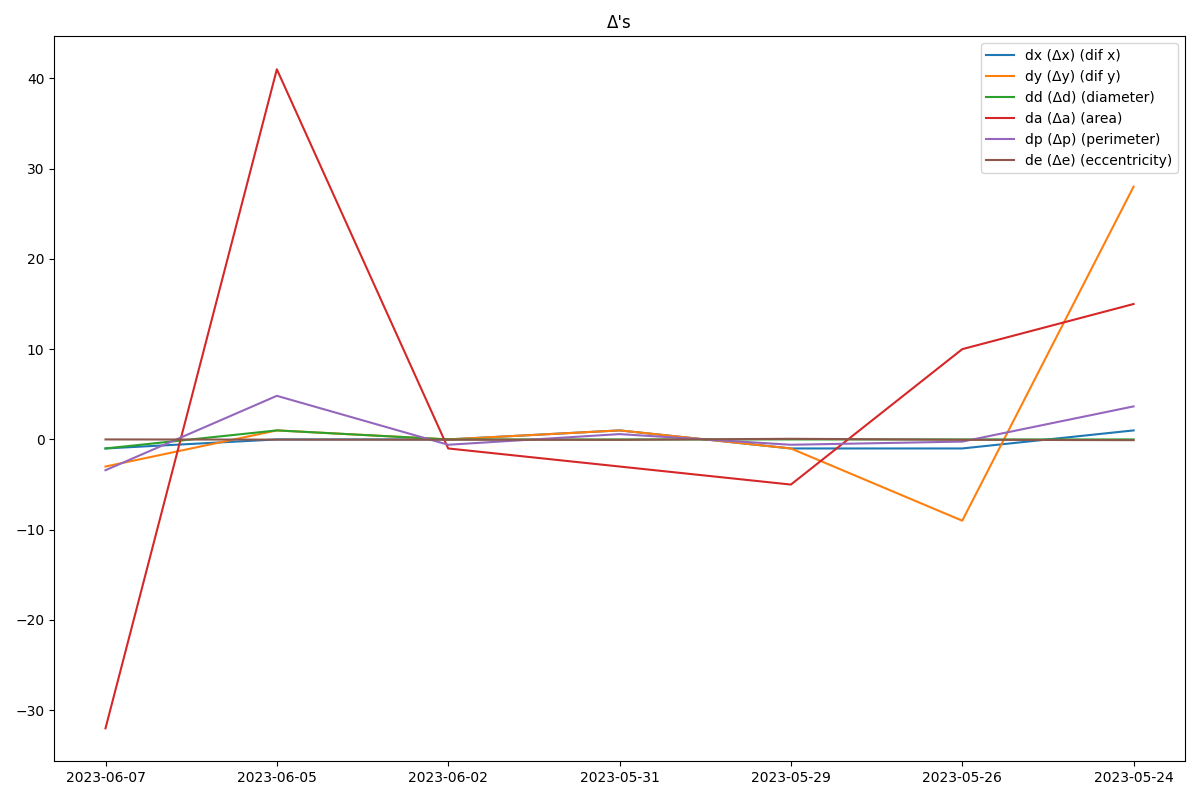 Δ's
dx (Δx) (dif x)
dy (Δy) (dif y)
dd (Δd) (diameter)
da (Δa) (area)
dp (Δp) (perimeter)
de (Δe) (eccentricity)
40
30
20
10
0
−10
−20
−30
2023-06-07 2023-06-05 2023-06-02 2023-05-31 2023-05-29 2023-05-26 2023-05-24